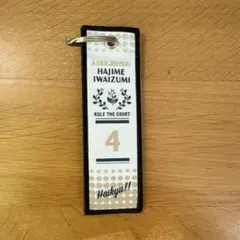 AOBAJOHSAI
HAJIME
IWAIZUMI
RULE THE COURT
4
Haikyu!!